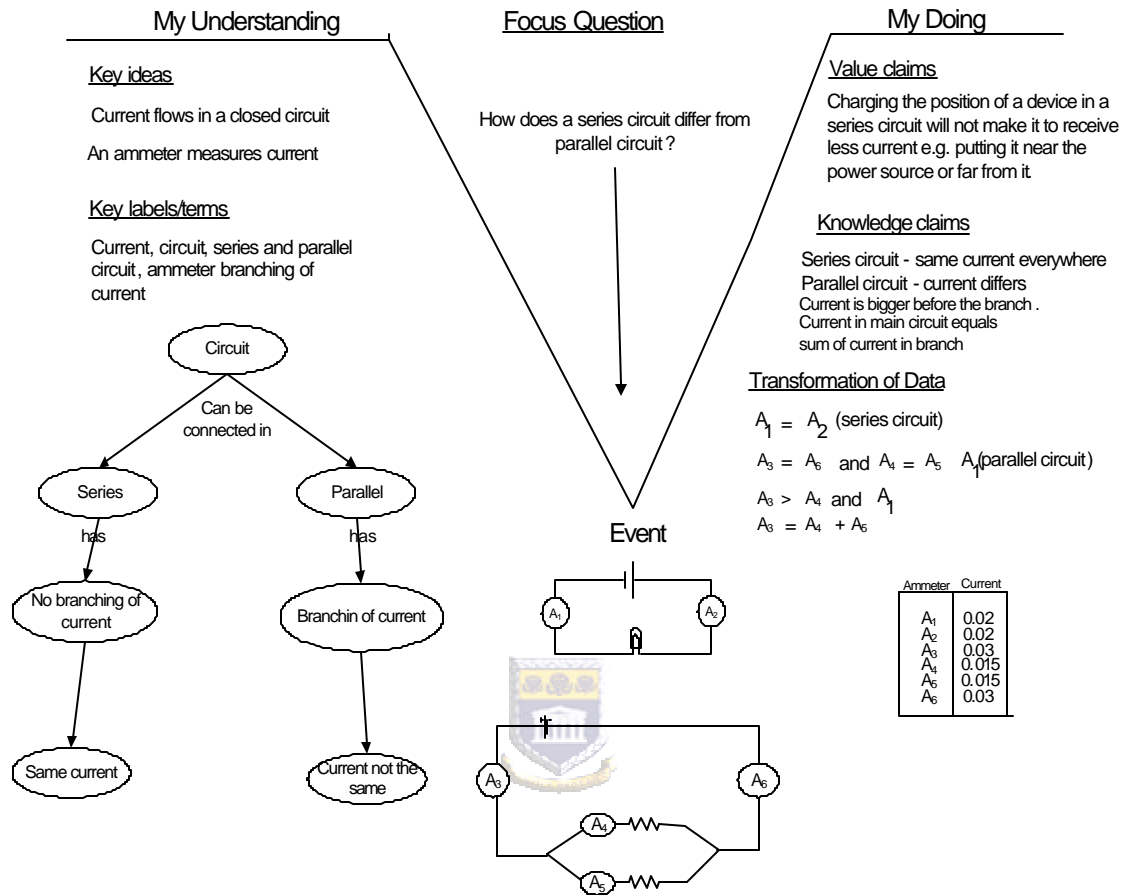 My Understanding
Focus Question
My Doing
Key ideas
Current flows in a closed circuit
An ammeter measures current
Key labels/terms
Current, circuit, series and parallel
circuit, ammeter branching of
current
Circuit
Can be
connected in
Series
Parallel
has
has
No branching of
current
Branchin of current
Same current
Current not the
same
How does a series circuit differ from
parallel circuit ?
Event
A1
A2
A3
A6
A4
A5
Value claims
Charging the position of a device in a
series circuit will not make it to receive
less current e.g. putting it near the
power source or far from it.
Knowledge claims
Series circuit - same current everywhere
Parallel circuit - current differs
Current is bigger before the branch .
Current in main circuit equals
sum of current in branch
Transformation of Data
A1 = A2 (series circuit)
A3 = A6 and A4 = A5 A1(parallel circuit)
A3 > A4 and A1
A3 = A4 + A5
Ammeter Current
A1 0.02
A2 0.02
A3 0.03
A4 0.015
A5 0.015
A6 0.03